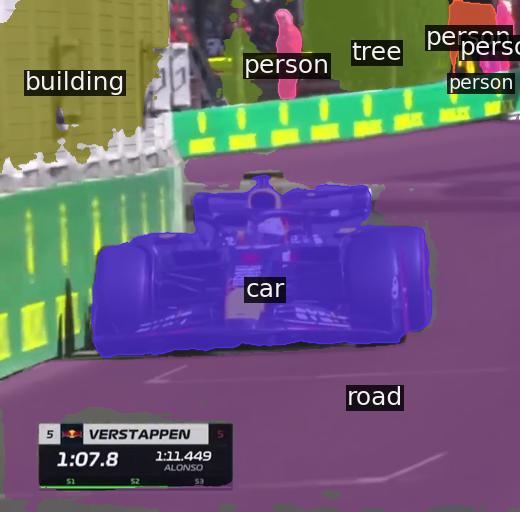 building
person
tree
person
person
car
road
5 VERSTAPPEN 5
1:07.8 1:11.449
ALONSO
S1 S2 S3